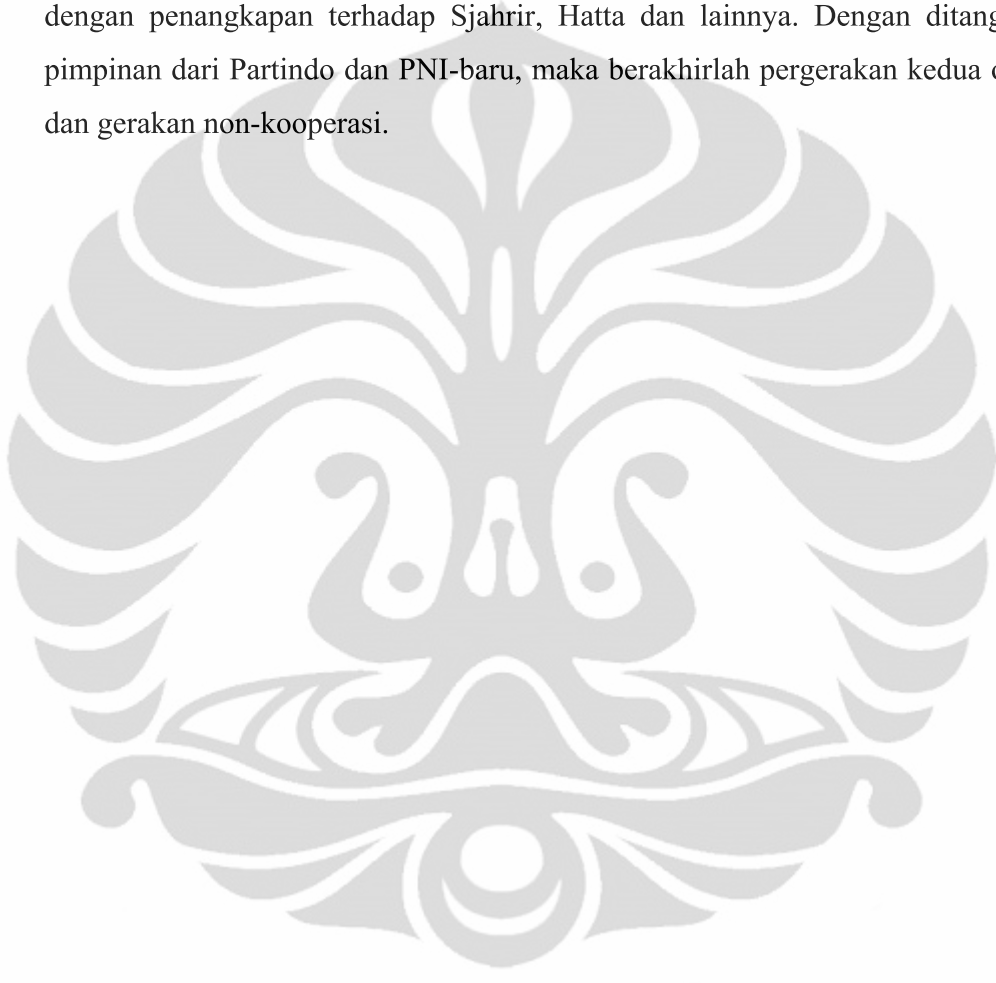 dengan penangkapan terhadap Sjahrir, Hatta dan lainnya. Dengan ditang
pimpinan dari Partindo dan PNI-baru, maka berakhirlah pergerakan kedua
dan gerakan non-kooperasi.